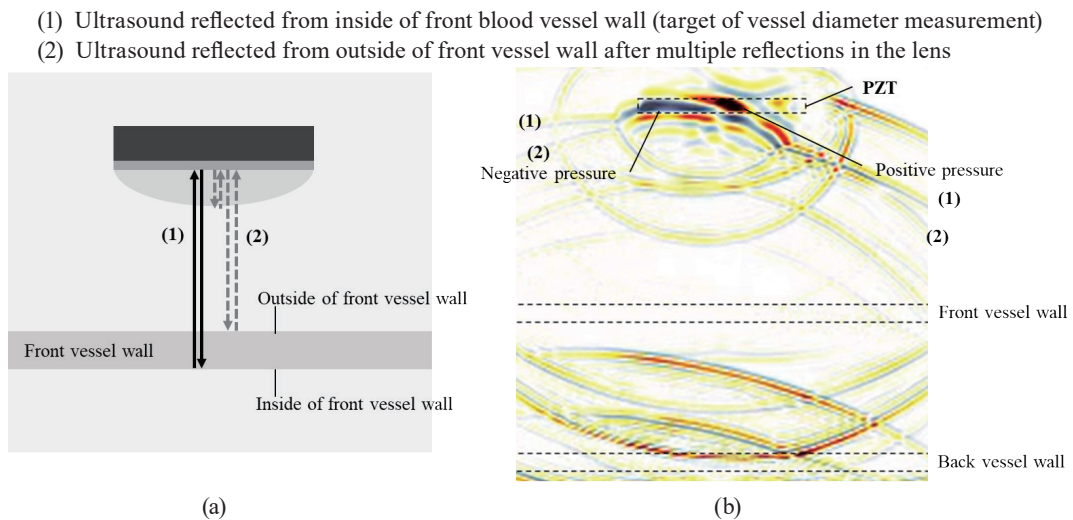 (1) Ultrasound reflected from inside of front blood vessel wall (target of vessel diameter measurement)
(2) Ultrasound reflected from outside of front vessel wall after multiple reflections in the lens
(1)
(2)
Outside of front vessel wall
Front vessel wall
Inside of front vessel wall
(a)
PZT
(1)
(2)
Negative pressure
Positive pressure
(1)
(2)
Front vessel wall
Back vessel wall
(b)